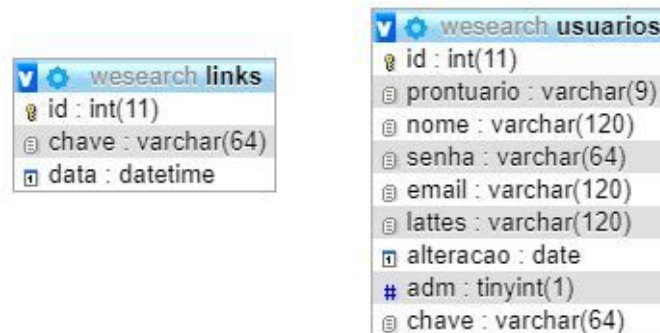 wesearch links
id : int(11)
chave : varchar(64)
data : datetime
wesearch usuarios
id : int(11)
prontuario : varchar(9)
nome : varchar(120)
senha : varchar(64)
email : varchar(120)
lattes : varchar(120)
alteracao : date
# adm : tinyint(1)
chave : varchar(64)